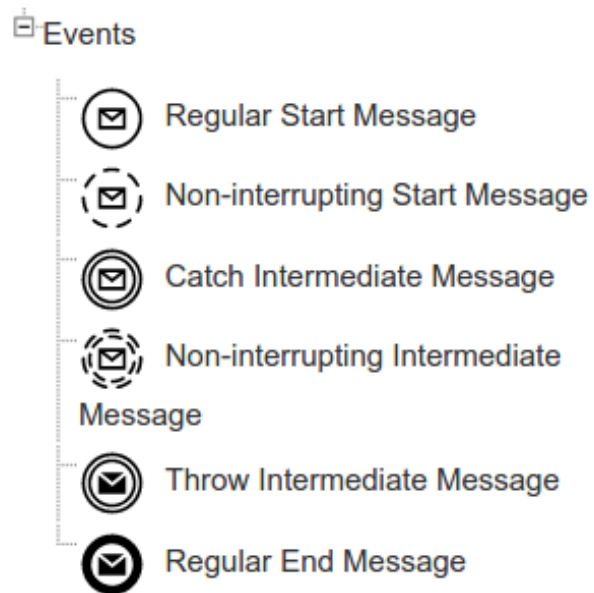 Events
Regular Start Message
Non-interrupting Start Message
Catch Intermediate Message
Non-interrupting Intermediate
Message
Throw Intermediate Message
Regular End Message